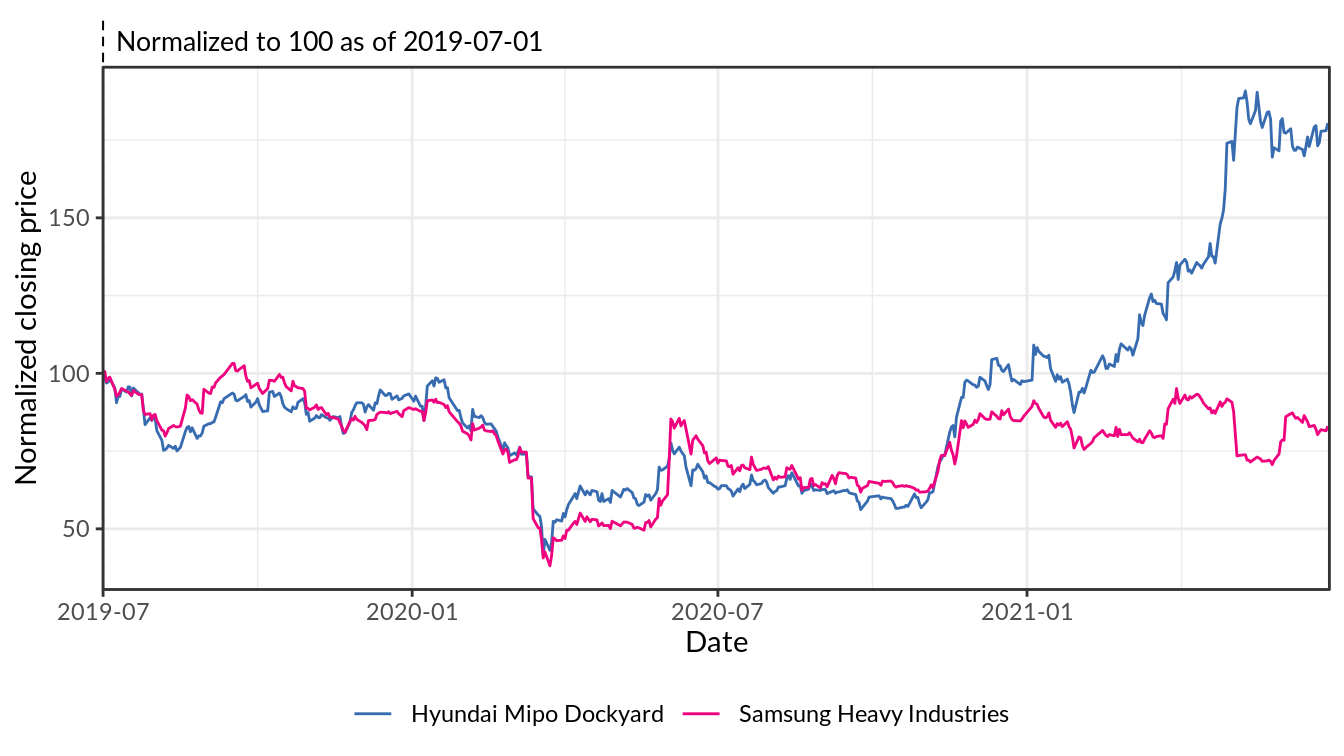 Normalized to 100 as of 2019-07-01
Normalized closing price
150
100
50
2019-07
2020-01
2020-07
2021-01
Date
Hyundai Mipo Dockyard
Samsung Heavy Industries